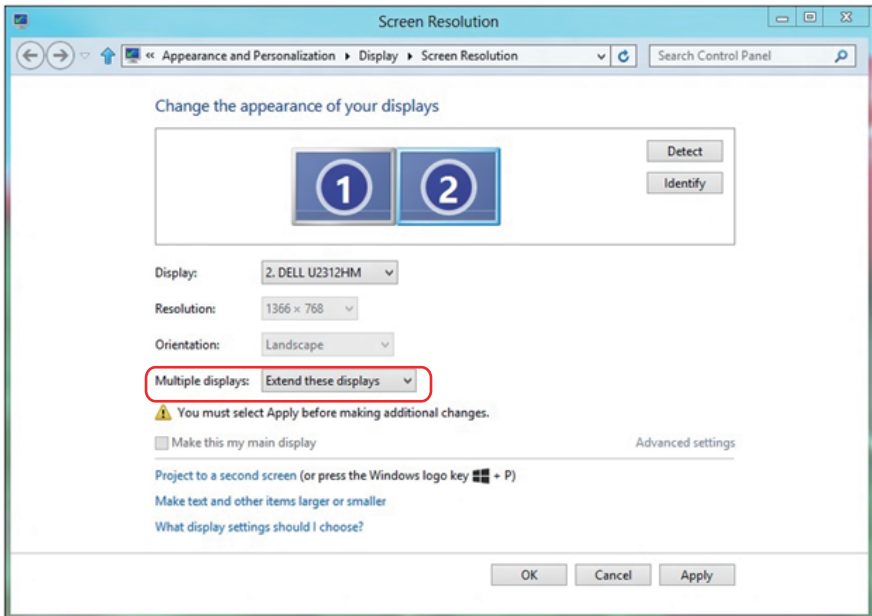 Screen Resolution
« Appearance and Personalization ▸ Display ▸ Screen Resolution
Search Control Panel
Change the appearance of your displays
1
2
Detect
Identify
Display: 2. DELL U2312HM
Resolution: 1366 × 768
Orientation: Landscape
Multiple displays: Extend these displays
You must select Apply before making additional changes.
Make this my main display
Advanced settings
Project to a second screen (or press the Windows logo key + P)
Make text and other items larger or smaller
What display settings should I choose?
OK
Cancel
Apply